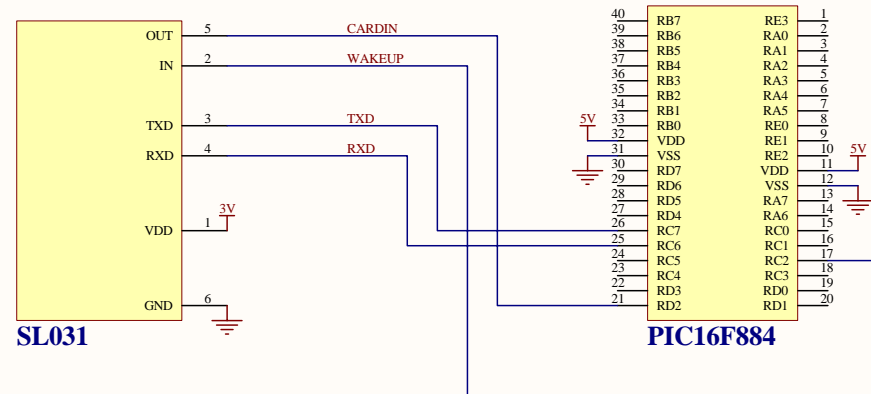 OUT 5 CARDIN
IN 2 WAKEUP
TXD 3 TXD
RXD 4 RXD
3V
VDD 1
GND 6
SL031
40 RB7 RE3 1
39 RB6 RA0 2
38 RB5 RA1 3
37 RB4 RA2 4
36 RB3 RA3 5
35 RB2 RA4 6
34 RB1 RA5 7
5V 33 RB0 RE0 8
32 VDD RE1 9
31 VSS RE2 10 5V
30 RD7 VDD 11
29 RD6 VSS 12
28 RD5 RA7 13
27 RD4 RA6 14
26 RC7 RC0 15
25 RC6 RC1 16
24 RC5 RC2 17
23 RC4 RC3 18
22 RD3 RD0 19
21 RD2 RD1 20
PIC16F884